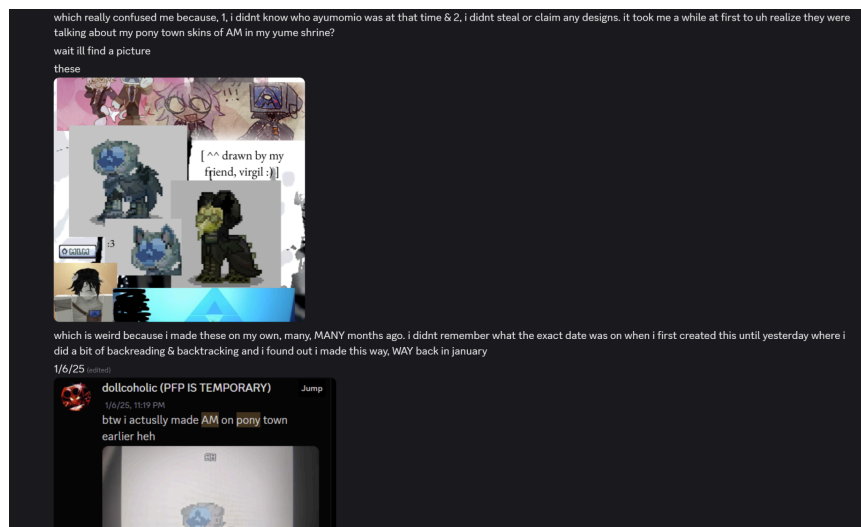 which really confused me because, 1, i didnt know who ayumomio was at that time & 2, i didnt steal or claim any designs. it took me a while at first to uh realize they were
talking about my pony town skins of AM in my yume shrine?
wait ill find a picture
these
[ ^^ drawn by my
friend, virgil :) ]
:3
which is weird because i made these on my own, many, MANY months ago. i didnt remember what the exact date was on when i first created this until yesterday where i
did a bit of backreading & backtracking and i found out i made this way, WAY back in january
1/6/25 (edited)
dollcoholic (PFP IS TEMPORARY)
Jump
1/6/25, 11:19 PM
btw i actuslly made AM on pony town
earlier heh